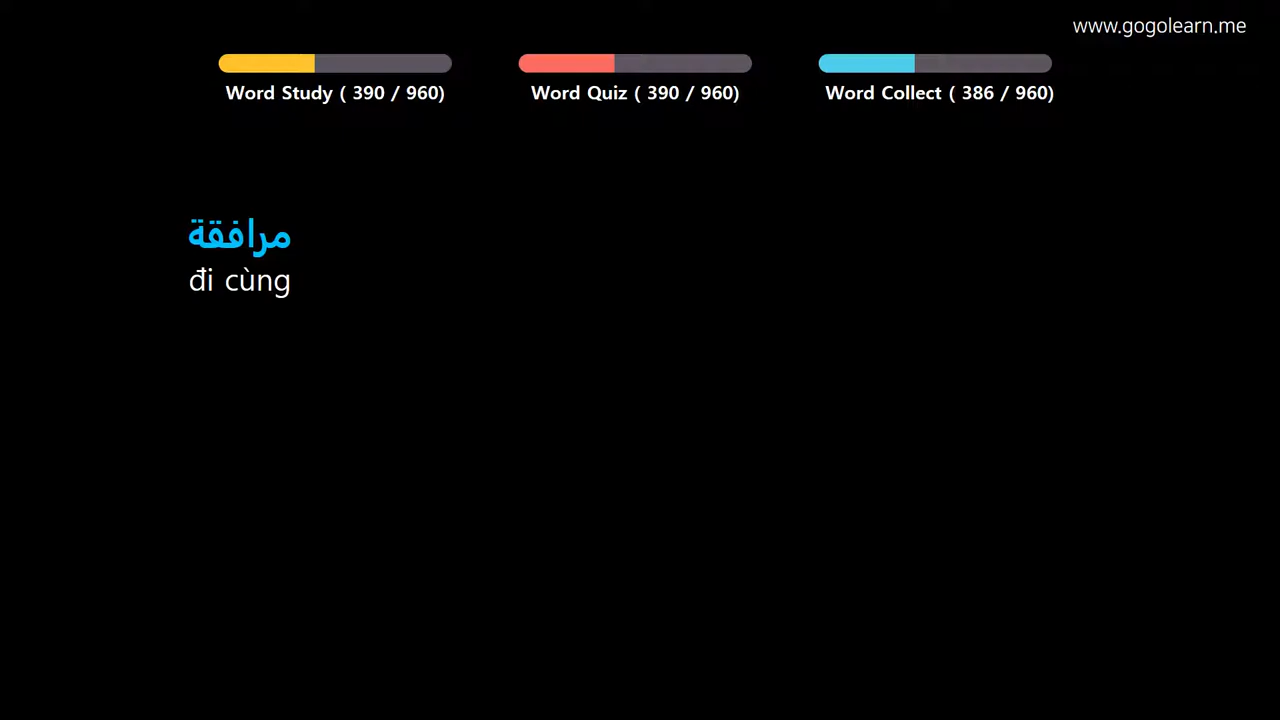 www.gogolearn.me
Word Study ( 390 / 960)
Word Quiz ( 390 / 960)
Word Collect ( 386 / 960)
مرافقة
đi cùng